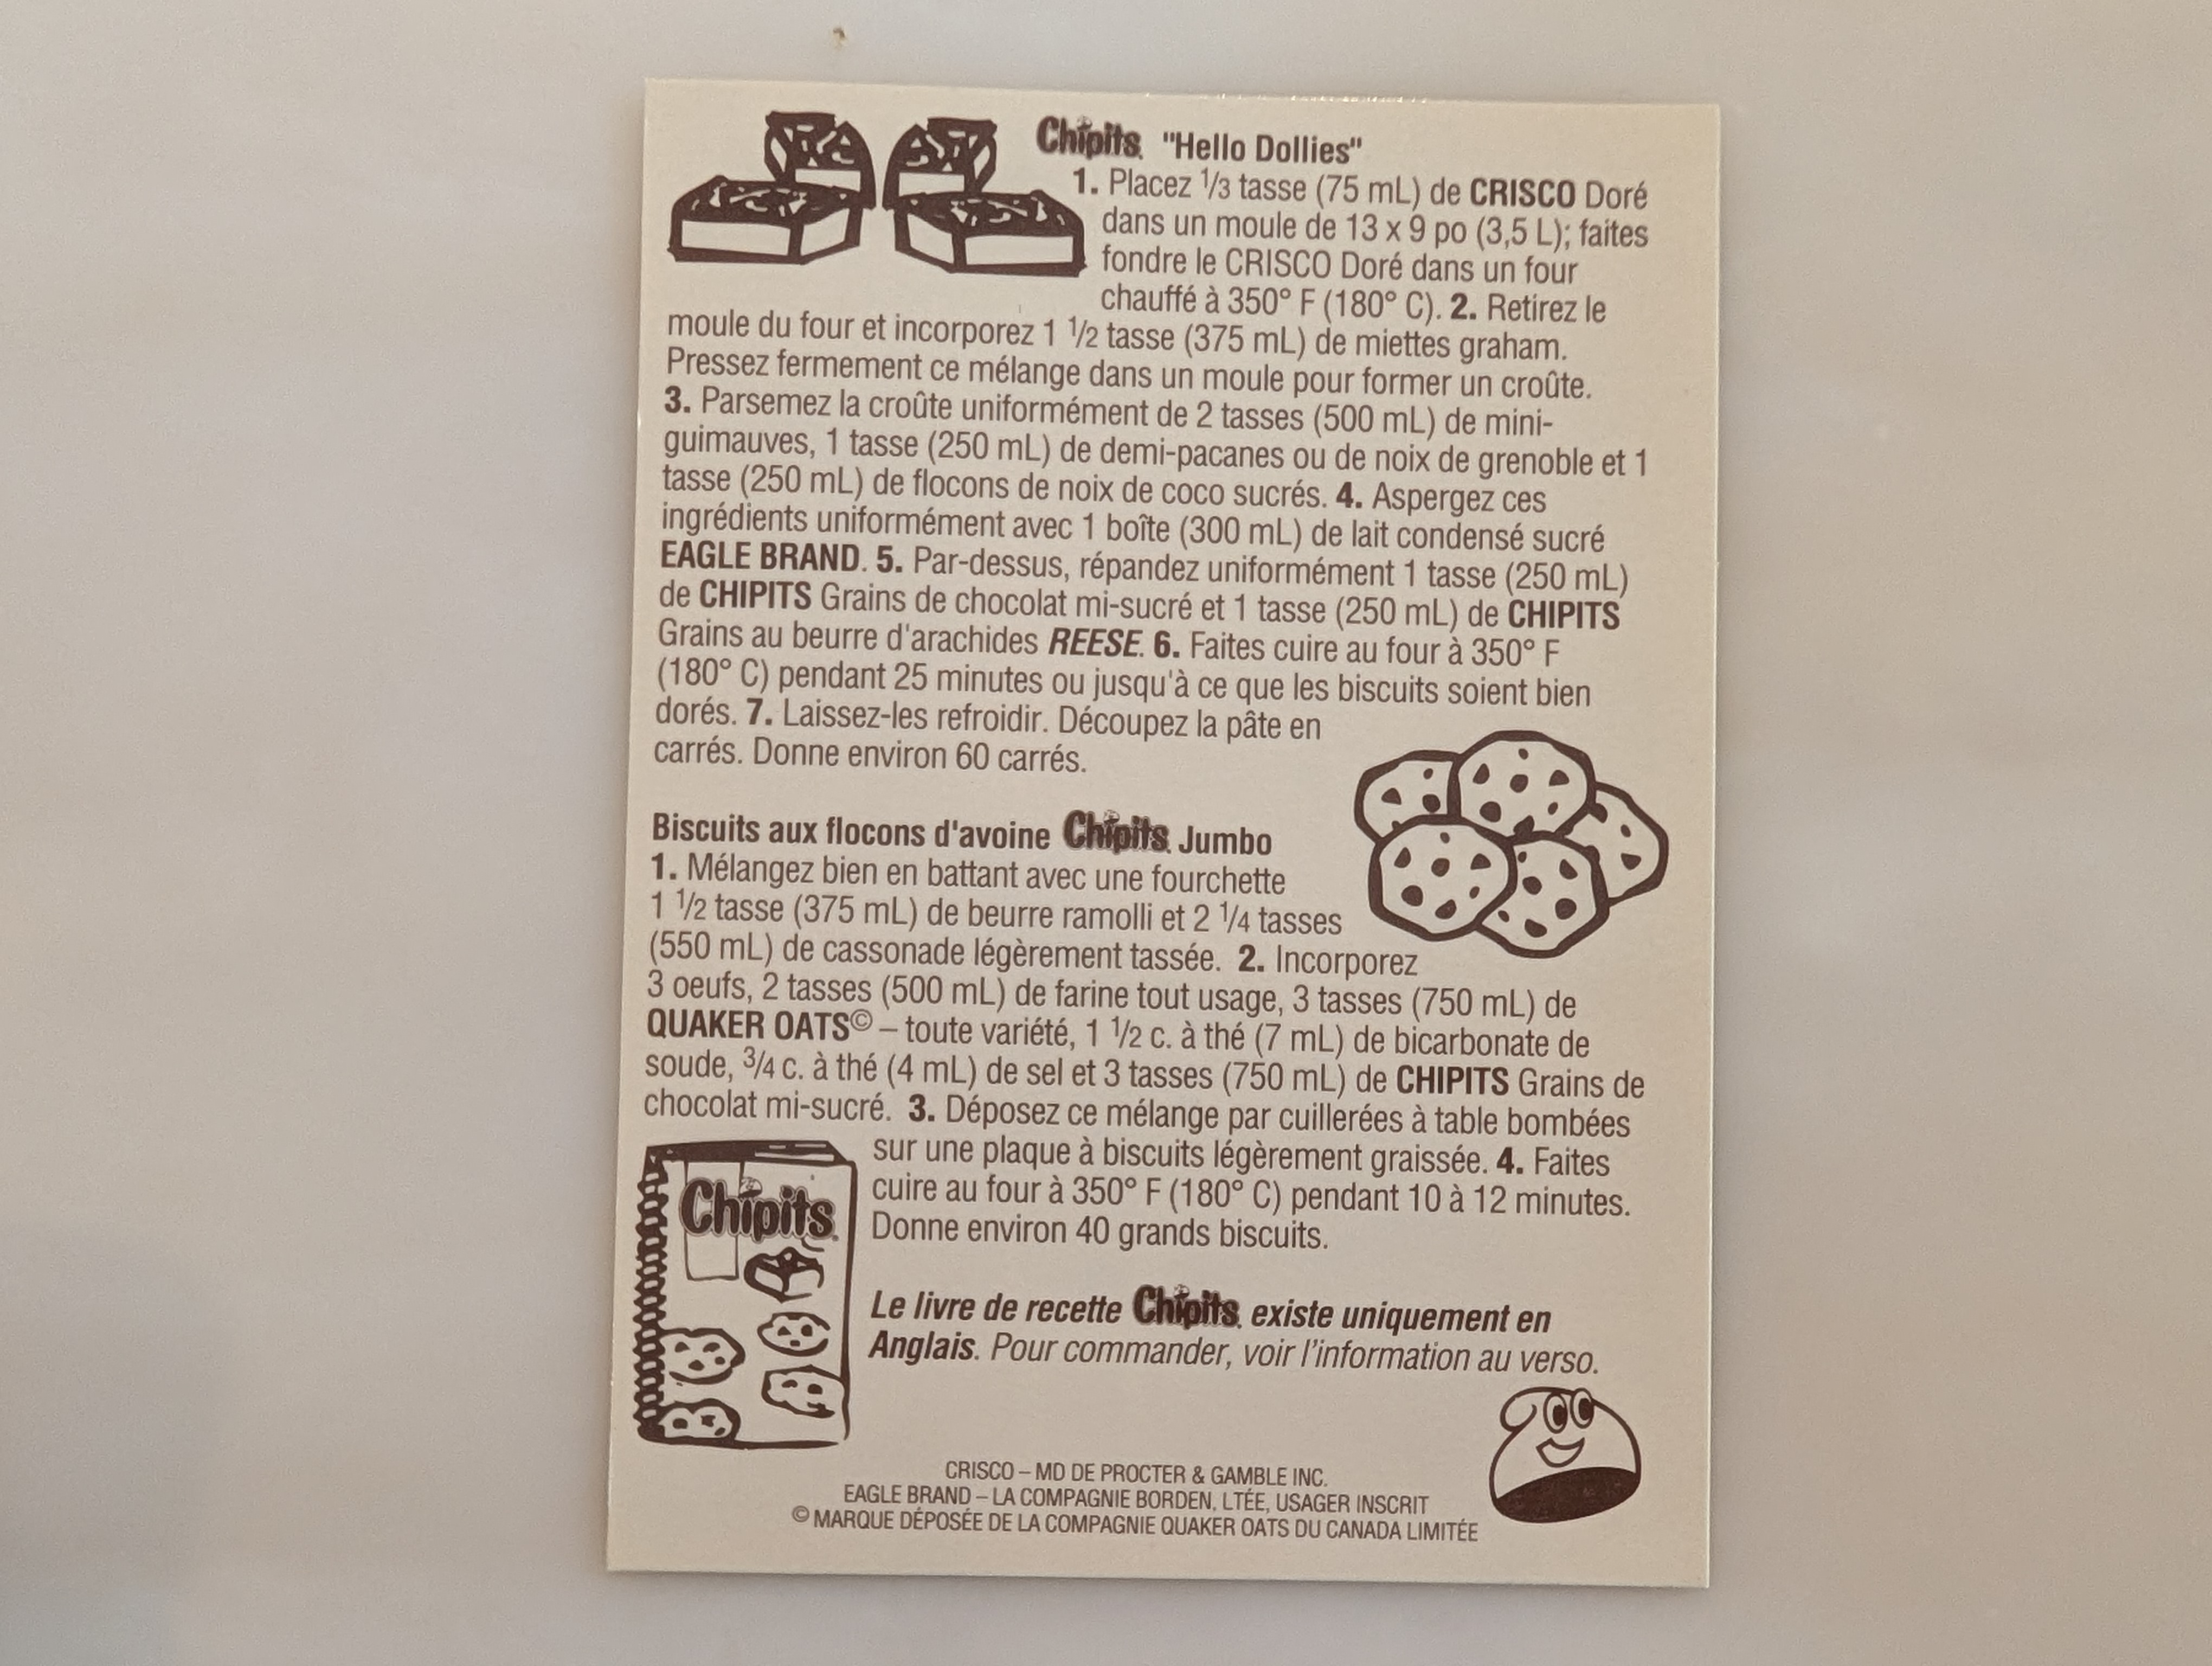 Chipits "Hello Dollies"
1. Placez 1/3 tasse (75 mL) de CRISCO Doré
dans un moule de 13 x 9 po (3,5 L); faites
fondre le CRISCO Doré dans un four
chauffé à 350° F (180° C). 2. Retirez le
moule du four et incorporez 1 1/2 tasse (375 mL) de miettes graham.
Pressez fermement ce mélange dans un moule pour former un croûte.
3. Parsemez la croûte uniformément de 2 tasses (500 mL) de mini-
guimauves, 1 tasse (250 mL) de demi-pacanes ou de noix de grenoble et 1
tasse (250 mL) de flocons de noix de coco sucrés. 4. Aspergez ces
ingrédients uniformément avec 1 boîte (300 mL) de lait condensé sucré
EAGLE BRAND. 5. Par-dessus, répandez uniformément 1 tasse (250 mL)
de CHIPITS Grains de chocolat mi-sucré et 1 tasse (250 mL) de CHIPITS
Grains au beurre d'arachides REESE. 6. Faites cuire au four à 350° F
(180° C) pendant 25 minutes ou jusqu'à ce que les biscuits soient bien
dorés. 7. Laissez-les refroidir. Découpez la pâte en
carrés. Donne environ 60 carrés.
Biscuits aux flocons d'avoine Chipits Jumbo
1. Mélangez bien en battant avec une fourchette
1 1/2 tasse (375 mL) de beurre ramolli et 2 1/4 tasses
(550 mL) de cassonade légèrement tassée. 2. Incorporez
3 oeufs, 2 tasses (500 mL) de farine tout usage, 3 tasses (750 mL) de
QUAKER OATS© – toute variété, 1 1/2 c. à thé (7 mL) de bicarbonate de
soude, 3/4 c. à thé (4 mL) de sel et 3 tasses (750 mL) de CHIPITS Grains de
chocolat mi-sucré. 3. Déposez ce mélange par cuillerées à table bombées
sur une plaque à biscuits légèrement graissée. 4. Faites
cuire au four à 350° F (180° C) pendant 10 à 12 minutes.
Donne environ 40 grands biscuits.
Chipits
Le livre de recette Chipits existe uniquement en
Anglais. Pour commander, voir l'information au verso.
CRISCO – MD DE PROCTER & GAMBLE INC.
EAGLE BRAND – LA COMPAGNIE BORDEN, LTÉE, USAGER INSCRIT
© MARQUE DÉPOSÉE DE LA COMPAGNIE QUAKER OATS DU CANADA LIMITÉE